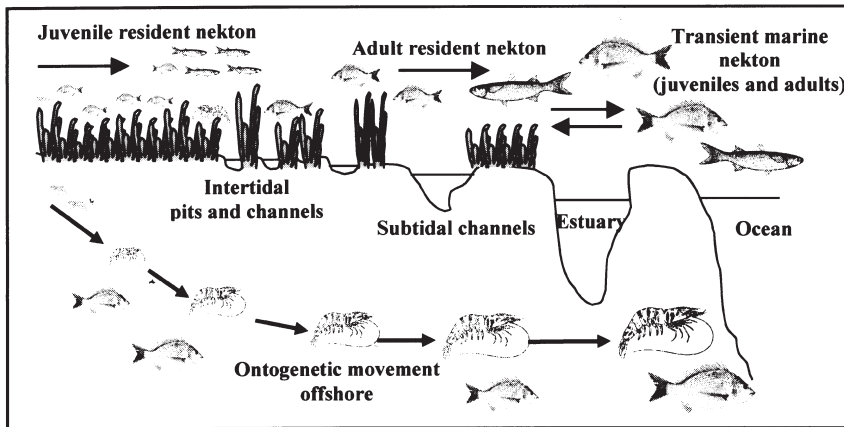 Juvenile resident nekton
Adult resident nekton
Transient marine
nekton
(juveniles and adults)
Intertidal
pits and channels
Subtidal channels
Estuary
Ocean
Ontogenetic movement
offshore